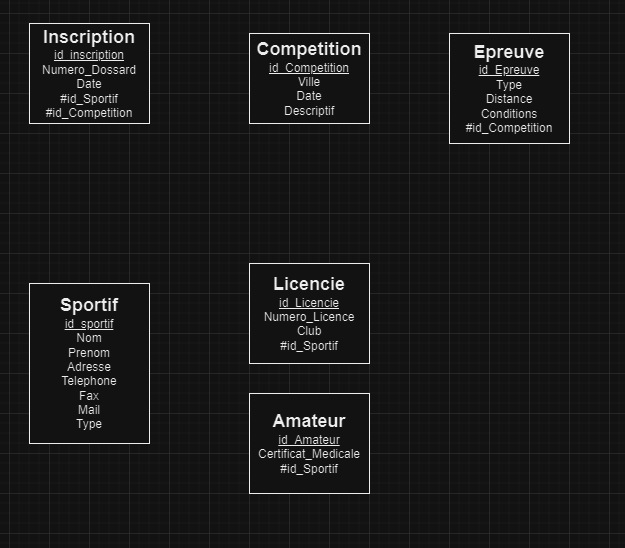 Inscription
id_inscription
Numero_Dossard
Date
#id_Sportif
#id_Competition
Competition
id_Competition
Ville
Date
Descriptif
Epreuve
id_Epreuve
Type
Distance
Conditions
#id_Competition
Sportif
id_sportif
Nom
Prenom
Adresse
Telephone
Fax
Mail
Type
Licencie
id_Licencie
Numero_Licence
Club
#id_Sportif
Amateur
id_Amateur
Certificat_Medicale
#id_Sportif